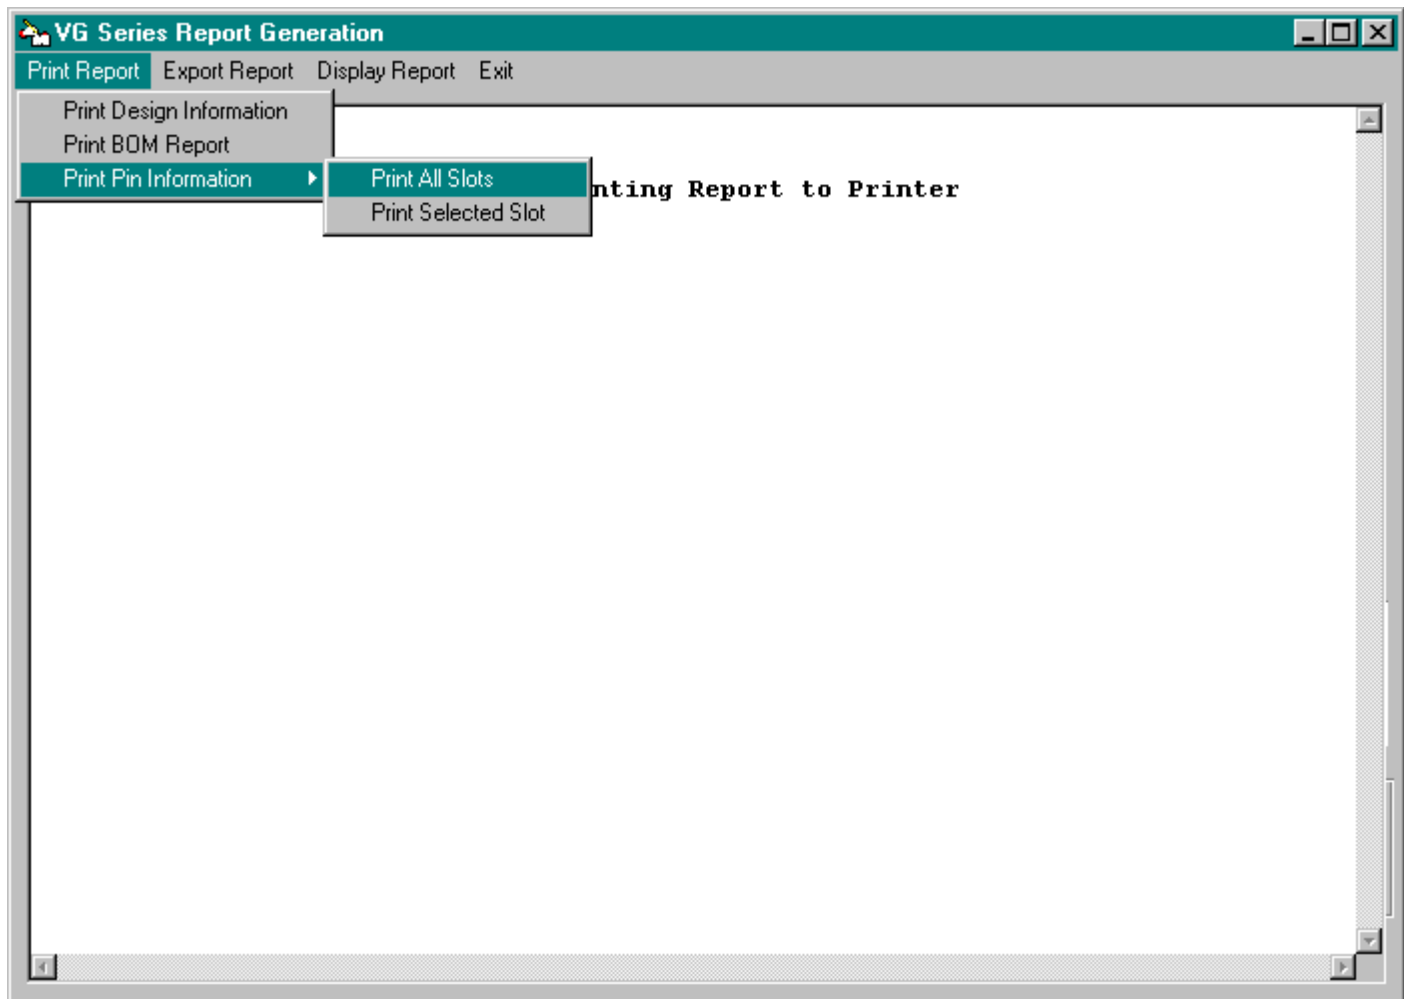 VG Series Report Generation
Print Report Export Report Display Report Exit
Print Design Information
Print BOM Report
Print Pin Information
Print All Slots
Print Selected Slot
nting Report to Printer